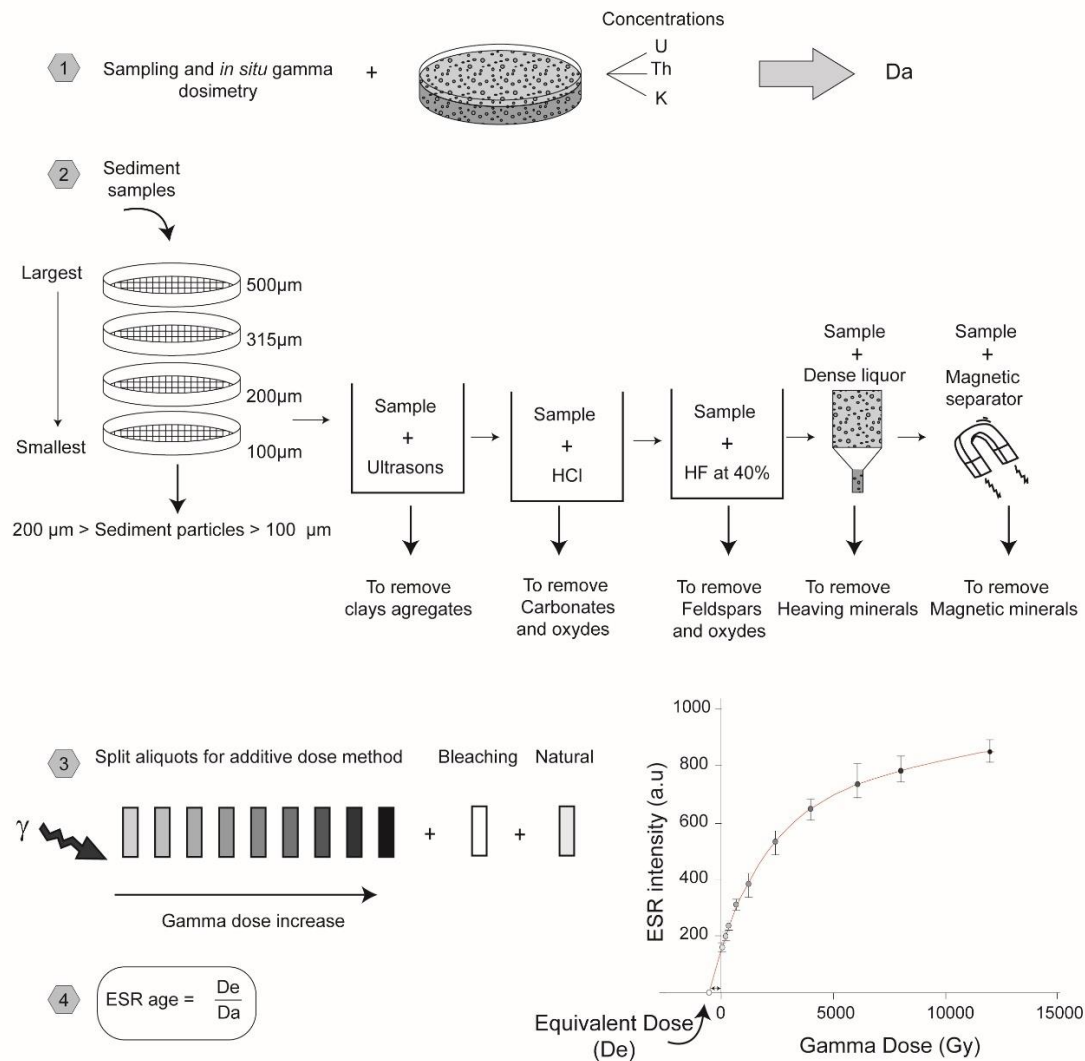 Concentrations
1
Sampling and in situ gamma
dosimetry
+
U
Th
K
Da
2
Sediment
samples
Largest
Smallest
500µm
315µm
200µm
100µm
200 µm > Sediment particles > 100 µm
Sample
+
Ultrasons
Sample
+
HCl
Sample
+
HF at 40%
Sample
+
Dense liquor
Sample
+
Magnetic
separator
To remove
clays agregates
To remove
Carbonates
and oxydes
To remove
Feldspars
and oxydes
To remove
Heaving minerals
To remove
Magnetic minerals
3
Split aliquots for additive dose method
Bleaching
Natural
γ
+
+
Gamma dose increase
4
ESR age = De
Da
ESR intensity (a.u)
1000
800
600
400
200
0
5000
10000
15000
Equivalent Dose
(De)
Gamma Dose (Gy)